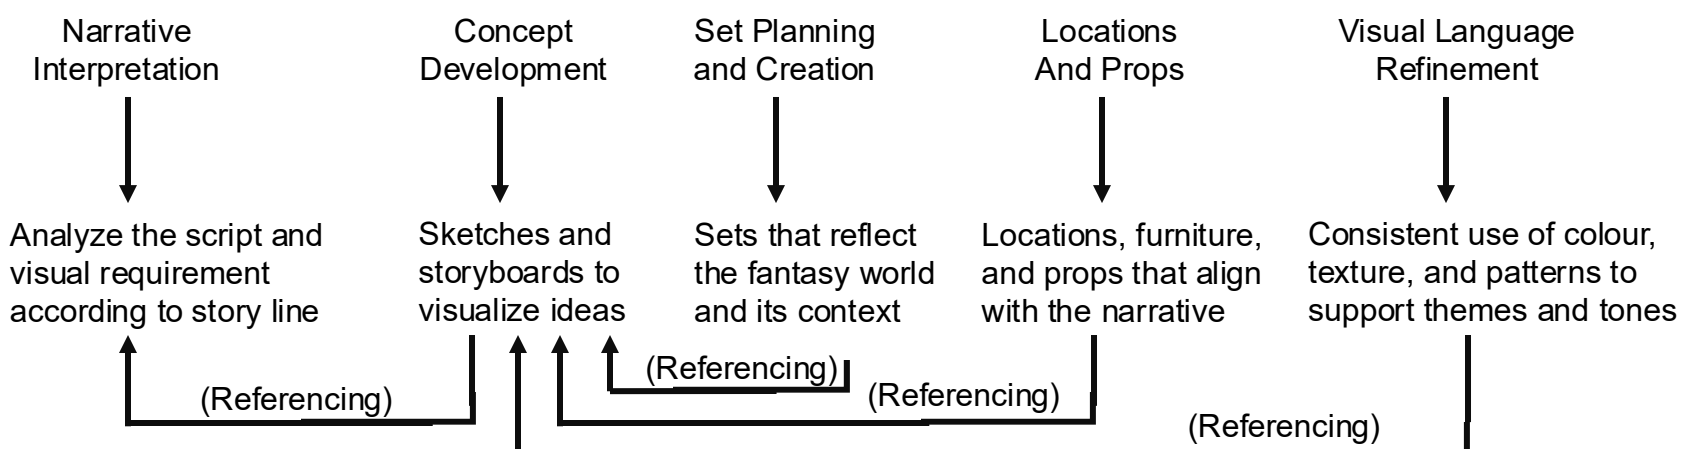 Narrative
Interpretation
Concept
Development
Set Planning
and Creation
Locations
And Props
Visual Language
Refinement
Analyze the script and
visual requirement
according to story line
Sketches and
storyboards to
visualize ideas
Sets that reflect
the fantasy world
and its context
Locations, furniture,
and props that align
with the narrative
Consistent use of colour,
texture, and patterns to
support themes and tones
(Referencing)
(Referencing)
(Referencing)
(Referencing)